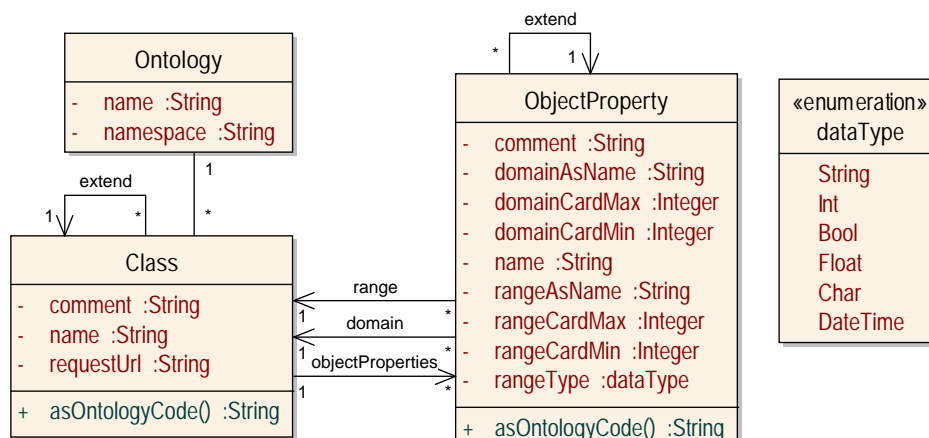 Ontology
- name :String
- namespace :String
1
*
extend
1
*
Class
- comment :String
- name :String
- requestUrl :String
+ asOntologyCode() :String
extend
*
1
ObjectProperty
- comment :String
- domainAsName :String
- domainCardMax :Integer
- domainCardMin :Integer
- name :String
- rangeAsName :String
- rangeCardMax :Integer
- rangeCardMin :Integer
- rangeType :dataType
+ asOntologyCode() :String
range
1 *
domain
1 *
objectProperties
1 *
«enumeration»
dataType
String
Int
Bool
Float
Char
DateTime